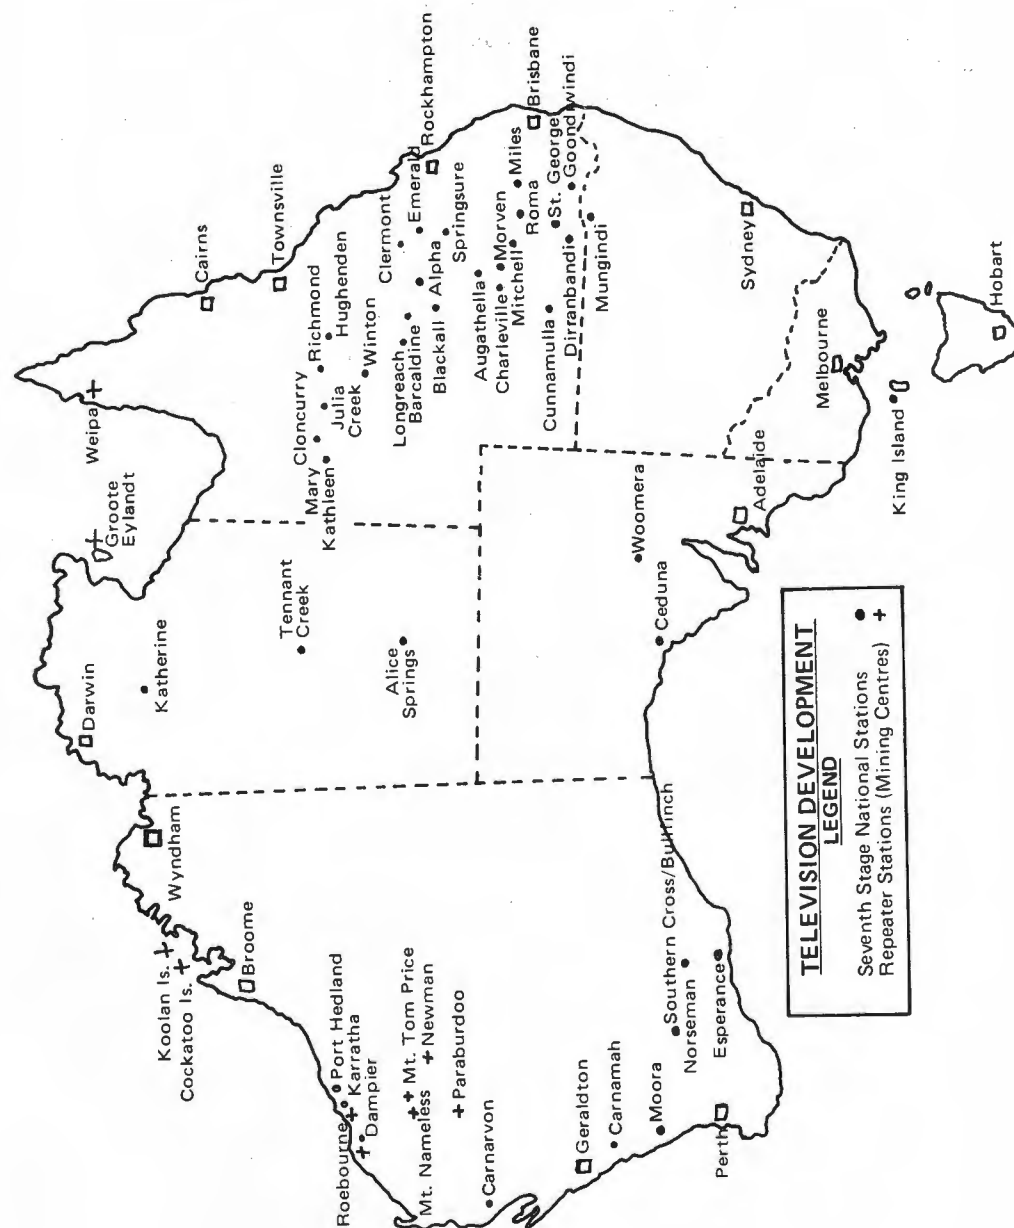 Darwin
Katherine
Wyndham
Koolan Is.
Cockatoo Is.
Broome
Port Hedland
Karratha
Roebourne
Dampier
Mt. Tom Price
Mt. Nameless
Newman
Paraburdoo
Carnarvon
Geraldton
Carnamah
Moora
Perth
Southern Cross/Bullfinch
Norseman
Esperance
Groote
Eylandt
Tennant
Creek
Alice
Springs
Woomera
Ceduna
Adelaide
Weipa
Cairns
Townsville
Richmond
Hughenden
Cloncurry
Julia
Creek
Winton
Mary
Kathleen
Clermont
Emerald
Rockhampton
Longreach
Barcaldine
Alpha
Springsure
Blackall
Augathella
Charleville
Morven
Mitchell
Roma
Miles
Brisbane
St. George
Goondiwindi
Cunnamulla
Dirranbandi
Mungindi
Sydney
Melbourne
King Island
Hobart
TELEVISION DEVELOPMENT
LEGEND
Seventh Stage National Stations
Repeater Stations (Mining Centres) +